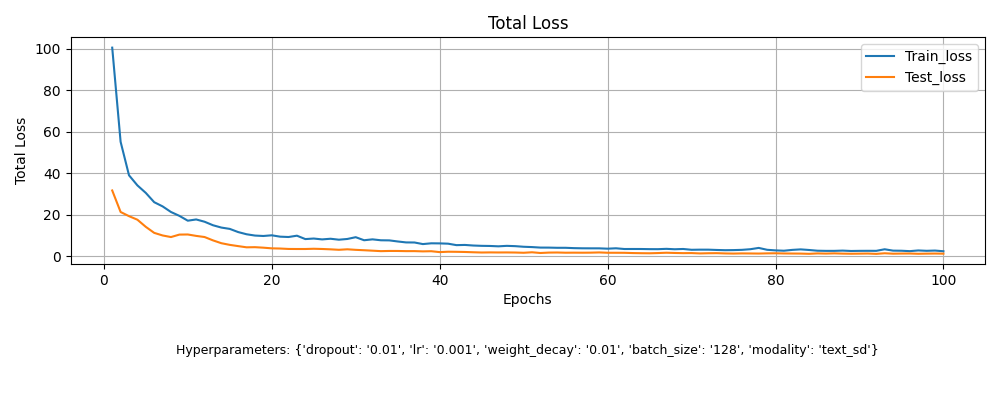 Total Loss
100
80
60
40
20
0
Total Loss
Train_loss
Test_loss
0 20 40 60 80 100
Epochs
Hyperparameters: {'dropout': '0.01', 'lr': '0.001', 'weight_decay': '0.01', 'batch_size': '128', 'modality': 'text_sd'}